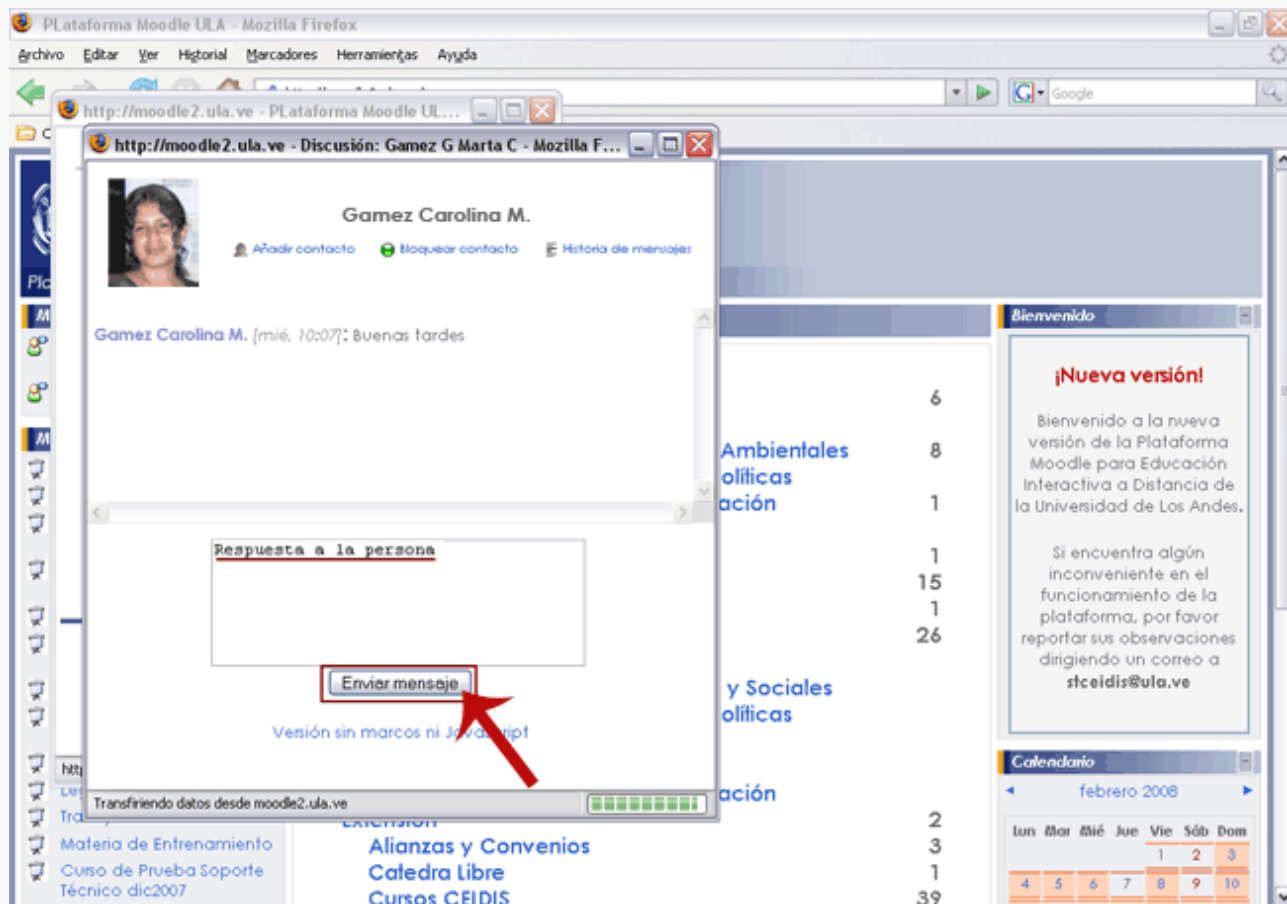 PLataforma Moodle ULA - Mozilla Firefox
Archivo Editar Ver Historial Marcadores Herramientas Ayuda
Google
http://moodle2.ula.ve - PLataforma Moodle UL...
http://moodle2.ula.ve - Discusión: Gamez G Marta C - Mozilla F...
Gamez Carolina M.
Añadir contacto Bloquear contacto Historia de mensajes
Gamez Carolina M. [mié, 10:07]: Buenas tardes
Respuesta a la persona
Enviar mensaje
Versión sin marcos ni JavaScript
Transfiriendo datos desde moodle2.ula.ve
6
Ambientales 8
olíticas
ación 1
1
15
1
26
y Sociales
olíticas
ación
Extensión 2
Alianzas y Convenios 3
Catedra Libre 1
Cursos CEIDIS 39
Materia de Entrenamiento
Curso de Prueba Soporte
Técnico dic2007
Bienvenido
¡Nueva versión!
Bienvenido a la nueva
versión de la Plataforma
Moodle para Educación
Interactiva a Distancia de
la Universidad de Los Andes.
Si encuentra algún
inconveniente en el
funcionamiento de la
plataforma, por favor
reportar sus observaciones
dirigiendo un correo a
stceidis@ula.ve
Calendario
febrero 2008
Lun Mar Mié Jue Vie Sáb Dom
1 2 3
4 5 6 7 8 9 10